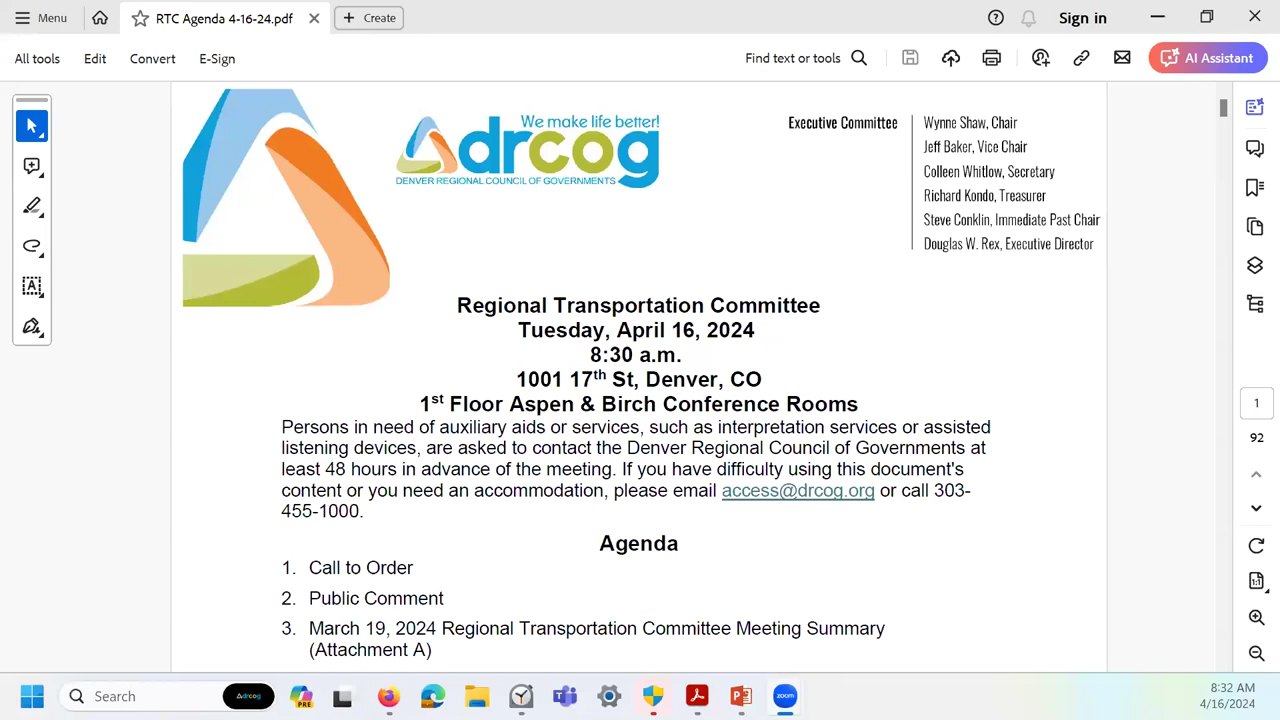 Menu
RTC Agenda 4-16-24.pdf
Create
Sign in
All tools
Edit
Convert
E-Sign
Find text or tools
AI Assistant
We make life better!
drcog
DENVER REGIONAL COUNCIL OF GOVERNMENTS
Executive Committee
Wynne Shaw, Chair
Jeff Baker, Vice Chair
Colleen Whitlow, Secretary
Richard Kondo, Treasurer
Steve Conklin, Immediate Past Chair
Douglas W. Rex, Executive Director
Regional Transportation Committee
Tuesday, April 16, 2024
8:30 a.m.
1001 17th St, Denver, CO
1st Floor Aspen & Birch Conference Rooms
Persons in need of auxiliary aids or services, such as interpretation services or assisted
listening devices, are asked to contact the Denver Regional Council of Governments at
least 48 hours in advance of the meeting. If you have difficulty using this document's
content or you need an accommodation, please email access@drcog.org or call 303-
455-1000.
Agenda
1. Call to Order
2. Public Comment
3. March 19, 2024 Regional Transportation Committee Meeting Summary
(Attachment A)
1
92
1:1
Search
drcog
PRE
zoom
8:32 AM
4/16/2024